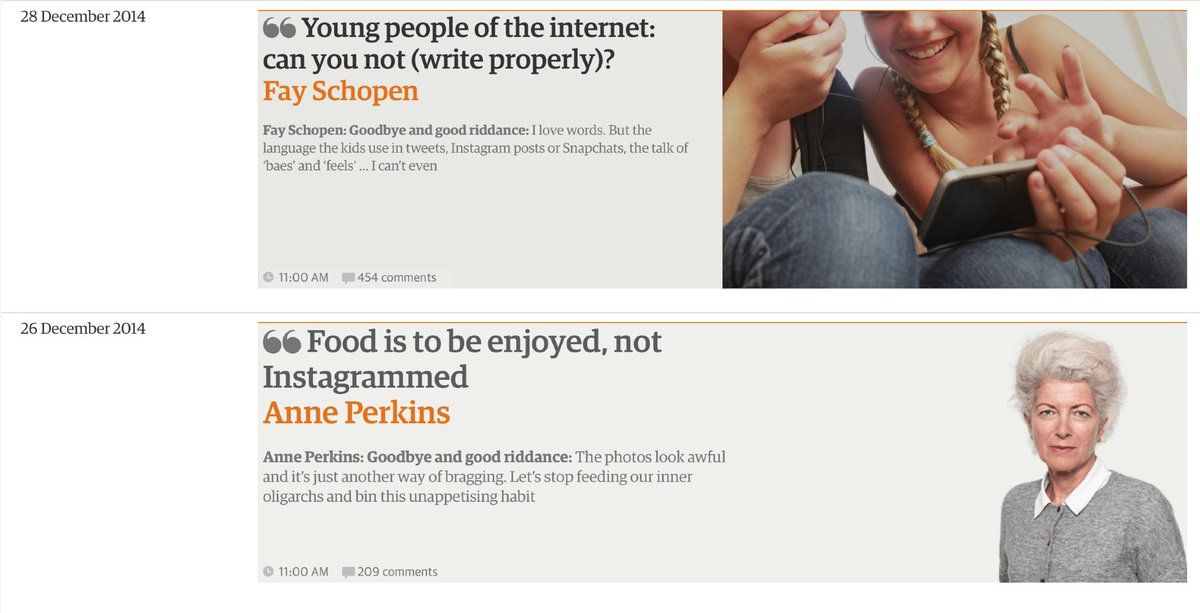 28 December 2014
Young people of the internet:
can you not (write properly)?
Fay Schopen
Fay Schopen: Goodbye and good riddance: I love words. But the
language the kids use in tweets, Instagram posts or Snapchats, the talk of
‘baes’ and ‘feels’ ... I can’t even
11:00 AM 454 comments
26 December 2014
Food is to be enjoyed, not
Instagrammed
Anne Perkins
Anne Perkins: Goodbye and good riddance: The photos look awful
and it’s just another way of bragging. Let’s stop feeding our inner
oligarchs and bin this unappetising habit
11:00 AM 209 comments